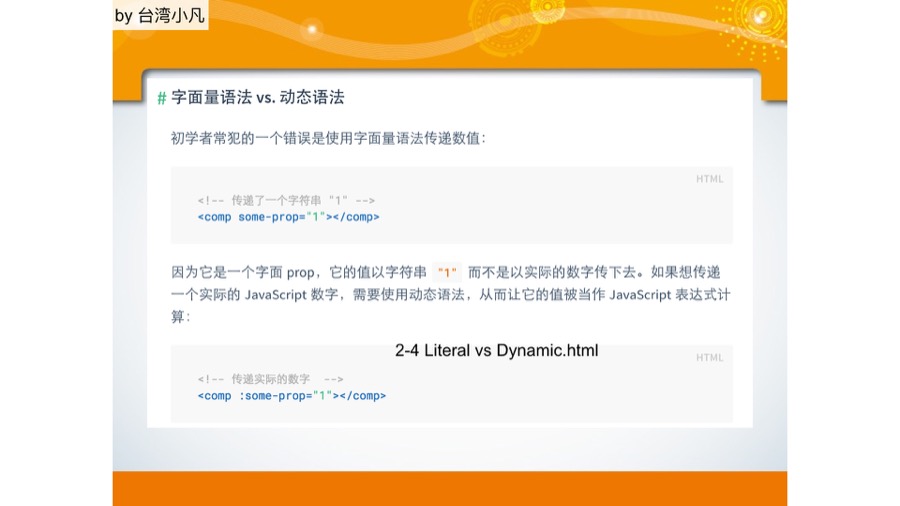 by 台湾小凡
# 字面量语法 vs. 动态语法
初学者常犯的一个错误是使用字面量语法传递数值：
HTML
<!-- 传递了一个字符串 "1" -->
<comp some-prop="1"></comp>
因为它是一个字面 prop，它的值以字符串 "1" 而不是以实际的数字传下去。如果想传递
一个实际的 JavaScript 数字，需要使用动态语法，从而让它的值被当作 JavaScript 表达式计
算：
2-4 Literal vs Dynamic.html
HTML
<!-- 传递实际的数字  -->
<comp :some-prop="1"></comp>